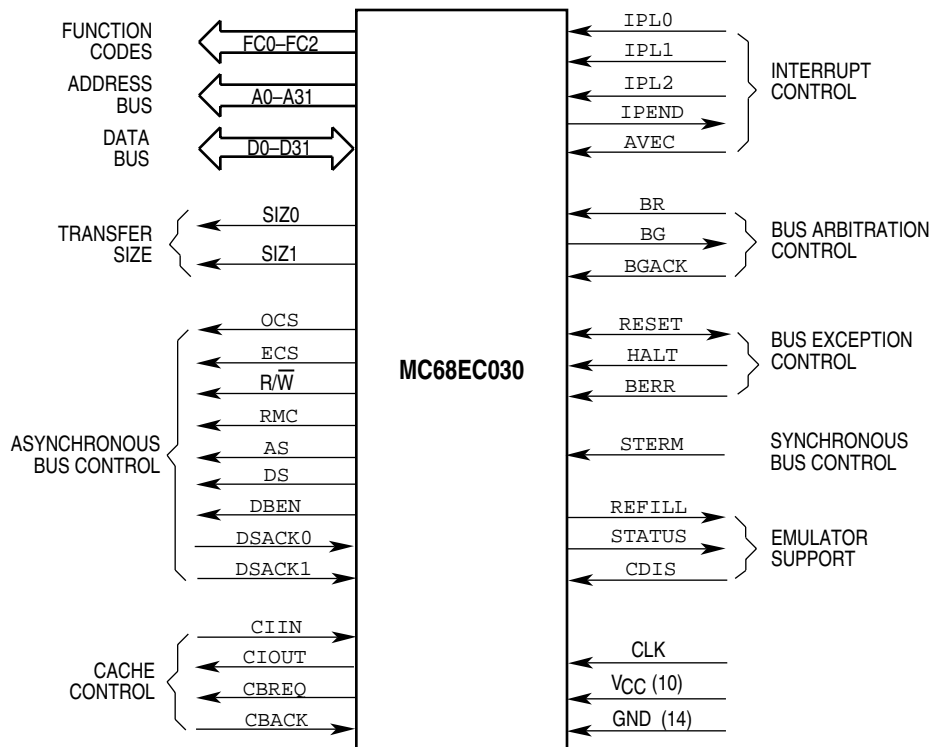 FUNCTION
CODES
FC0–FC2
ADDRESS
BUS
A0–A31
DATA
BUS
D0–D31
TRANSFER
SIZE
SIZ0
SIZ1
ASYNCHRONOUS
BUS CONTROL
OCS
ECS
R/W̅
RMC
AS
DS
DBEN
DSACK0
DSACK1
CACHE
CONTROL
CIIN
CIOUT
CBREQ
CBACK
MC68EC030
IPL0
IPL1
IPL2
IPEND
AVEC
INTERRUPT
CONTROL
BR
BG
BGACK
BUS ARBITRATION
CONTROL
RESET
HALT
BERR
BUS EXCEPTION
CONTROL
STERM
SYNCHRONOUS
BUS CONTROL
REFILL
STATUS
CDIS
EMULATOR
SUPPORT
CLK
VCC (10)
GND (14)